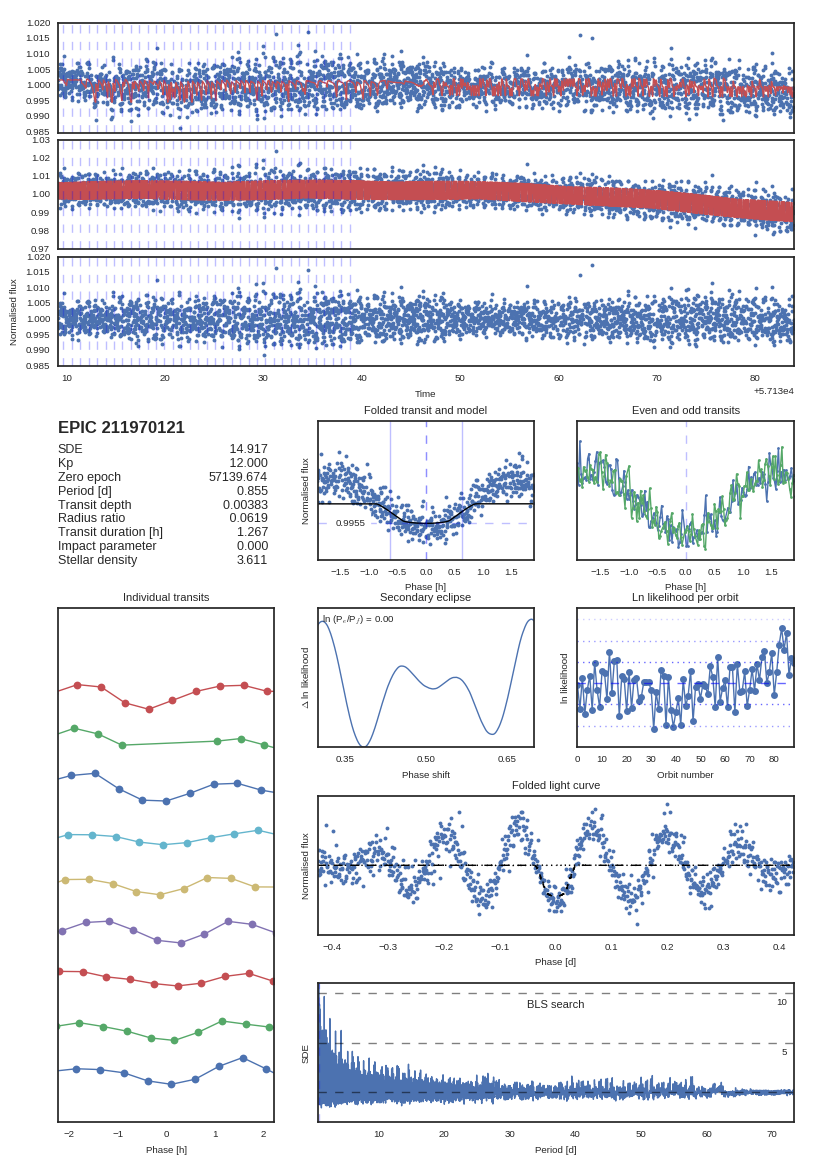 1.020
1.015
1.010
1.005
1.000
0.995
0.990
0.985
1.03
1.02
1.01
1.00
0.99
0.98
0.97
1.020
1.015
1.010
1.005
1.000
0.995
0.990
0.985
Normalised flux
10 20 30 40 50 60 70 80
Time
+5.713e4
EPIC 211970121
SDE 14.917
Kp 12.000
Zero epoch 57139.674
Period [d] 0.855
Transit depth 0.00383
Radius ratio 0.0619
Transit duration [h] 1.267
Impact parameter 0.000
Stellar density 3.611
Folded transit and model
Normalised flux
0.9955
−1.5 −1.0 −0.5 0.0 0.5 1.0 1.5
Phase [h]
Even and odd transits
−1.5 −1.0 −0.5 0.0 0.5 1.0 1.5
Phase [h]
Individual transits
−2 −1 0 1 2
Phase [h]
Secondary eclipse
ln (Pₑ/P𝒻) = 0.00
Δ ln likelihood
0.35 0.50 0.65
Phase shift
Ln likelihood per orbit
ln likelihood
0 10 20 30 40 50 60 70 80
Orbit number
Folded light curve
Normalised flux
−0.4 −0.3 −0.2 −0.1 0.0 0.1 0.2 0.3 0.4
Phase [d]
BLS search
10
5
SDE
10 20 30 40 50 60 70
Period [d]